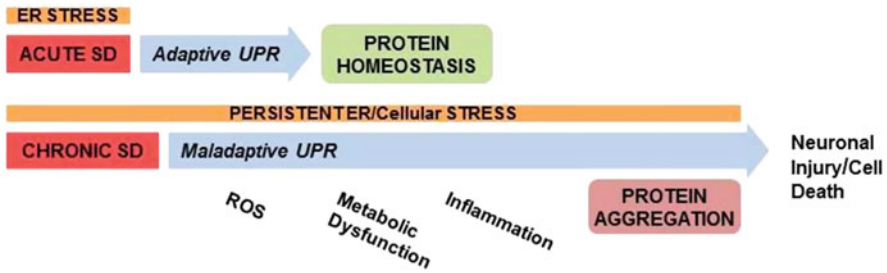 ER STRESS
ACUTE SD
Adaptive UPR
PROTEIN
HOMEOSTASIS
PERSISTENTER/Cellular STRESS
CHRONIC SD
Maladaptive UPR
Neuronal
Injury/Cell
Death
ROS
Metabolic
Dysfunction
Inflammation
PROTEIN
AGGREGATION